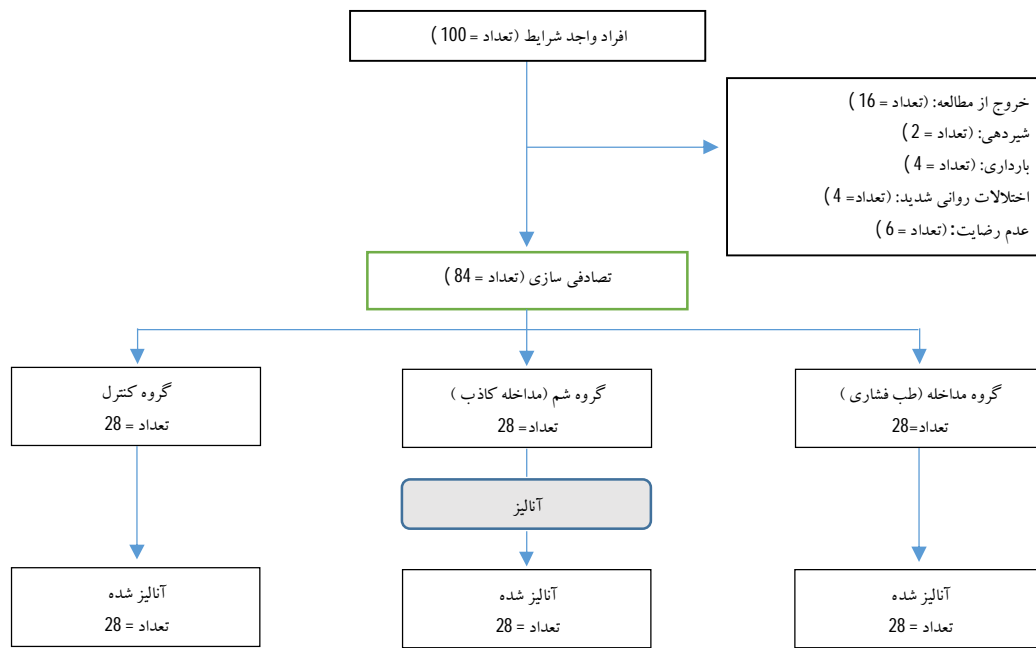 افراد واجد شرایط (تعداد = 100 )
خروج از مطالعه: (تعداد = 16 )
شیردهی: (تعداد = 2 )
بارداری: (تعداد = 4 )
اختلالات روانی شدید: (تعداد= 4 )
عدم رضایت: (تعداد = 6 )
تصادفی سازی (تعداد = 84 )
گروه مداخله (طب فشاری )
تعداد=28
گروه شم (مداخله کاذب )
تعداد= 28
گروه کنترل
تعداد = 28
آنالیز
آنالیز شده
تعداد = 28
آنالیز شده
تعداد = 28
آنالیز شده
تعداد = 28